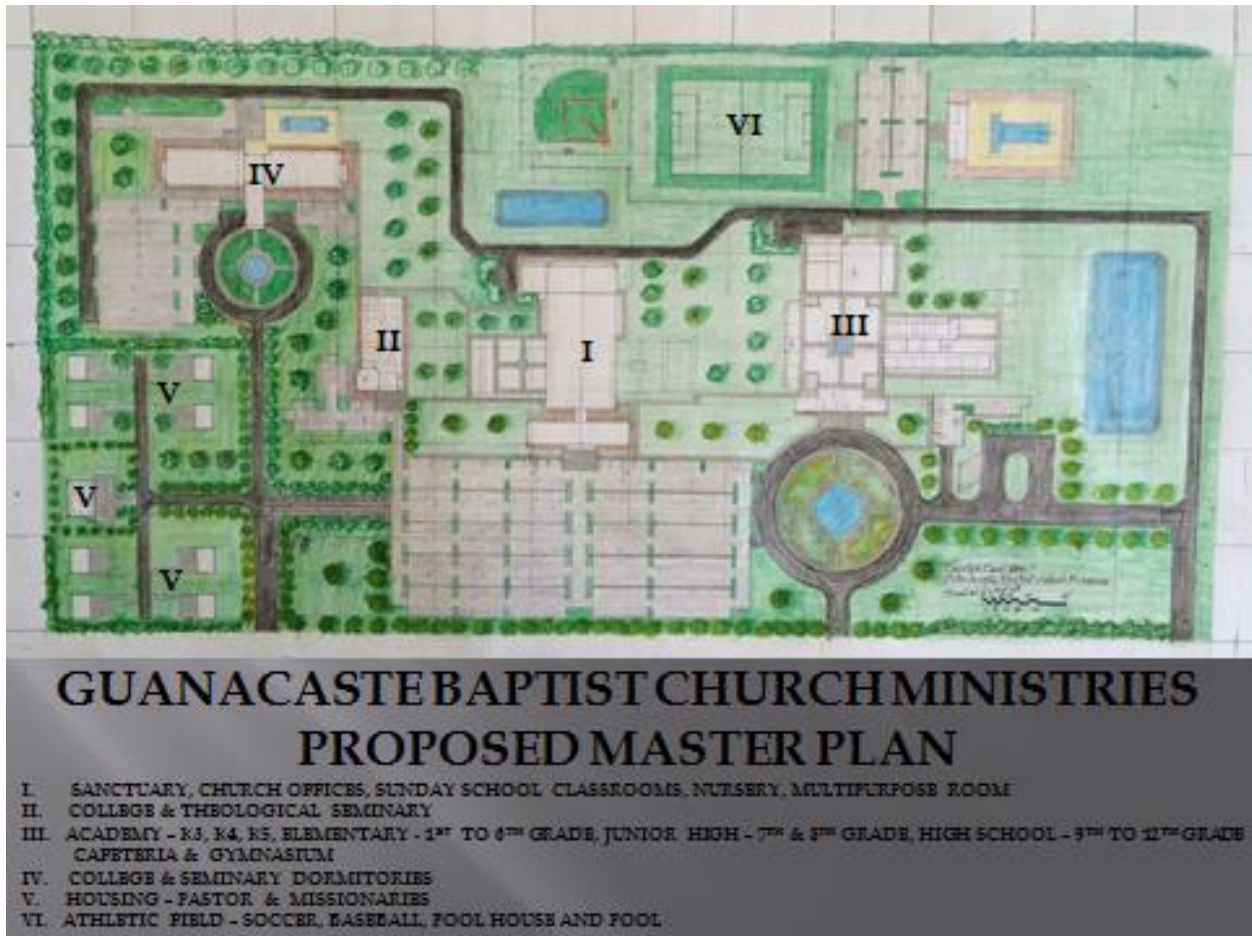 VI
IV
II
I
III
V
V
V
GUANACASTE BAPTIST CHURCH MINISTRIES
PROPOSED MASTER PLAN
I. SANCTUARY, CHURCH OFFICES, SUNDAY SCHOOL CLASSROOMS, NURSERY, MULTIPURPOSE ROOM
II. COLLEGE & THEOLOGICAL SEMINARY
III. ACADEMY – K3, K4, K5, ELEMENTARY - 1ST TO 6TH GRADE, JUNIOR HIGH – 7TH & 8TH GRADE, HIGH SCHOOL – 9TH TO 12TH GRADE
CAFETERIA & GYMNASIUM
IV. COLLEGE & SEMINARY DORMITORIES
V. HOUSING – PASTOR & MISSIONARIES
VI. ATHLETIC FIELD – SOCCER, BASEBALL, POOL HOUSE AND POOL